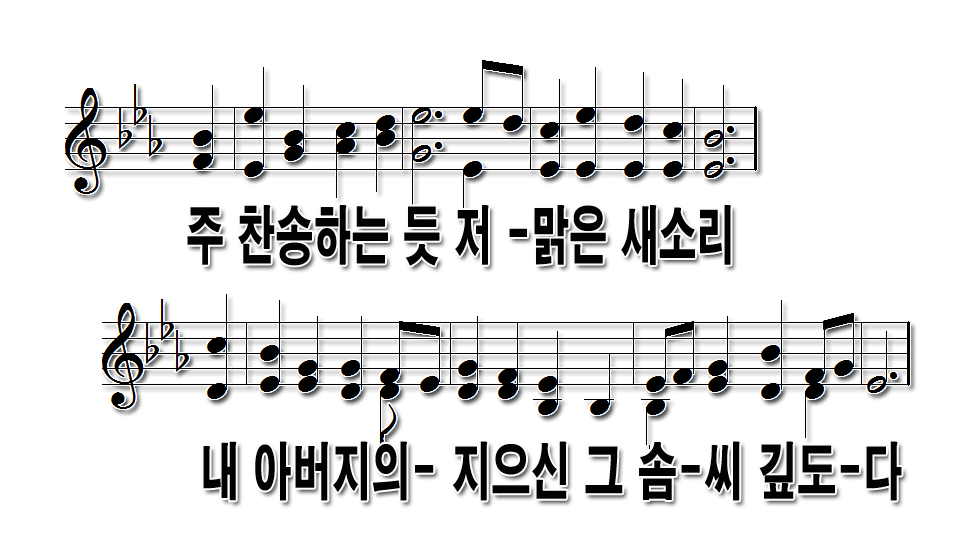 주 찬송하는 듯 저 -맑은 새소리
내 아버지의- 지으신 그 솜-씨 깊도-다